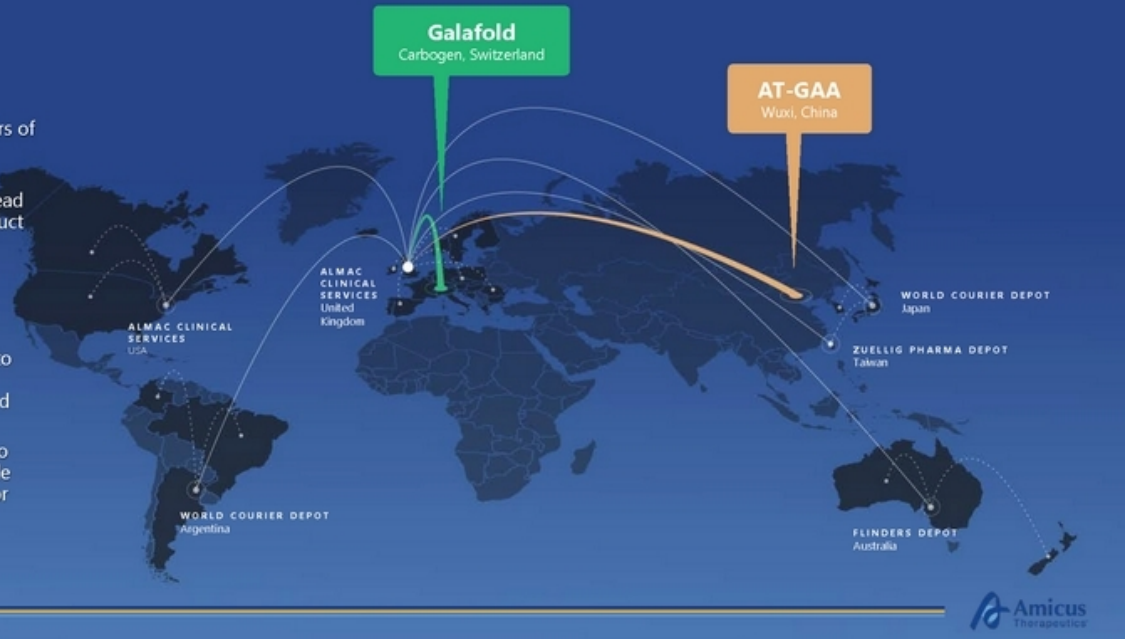 Galafold
Carbogen, Switzerland
AT-GAA
Wuxi, China
rs of
ead
uct
to
d
o
le
or
ALMAC CLINICAL
SERVICES
USA
ALMAC
CLINICAL
SERVICES
United
Kingdom
WORLD COURIER DEPOT
Japan
ZUELLIG PHARMA DEPOT
Taiwan
WORLD COURIER DEPOT
Argentina
FLINDERS DEPOT
Australia
Amicus
Therapeutics